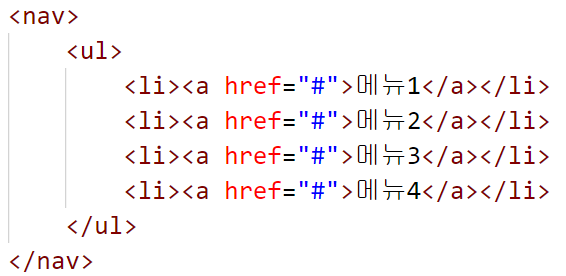 <nav>
<ul>
<li><a href="#">메뉴1</a></li>
<li><a href="#">메뉴2</a></li>
<li><a href="#">메뉴3</a></li>
<li><a href="#">메뉴4</a></li>
</ul>
</nav>